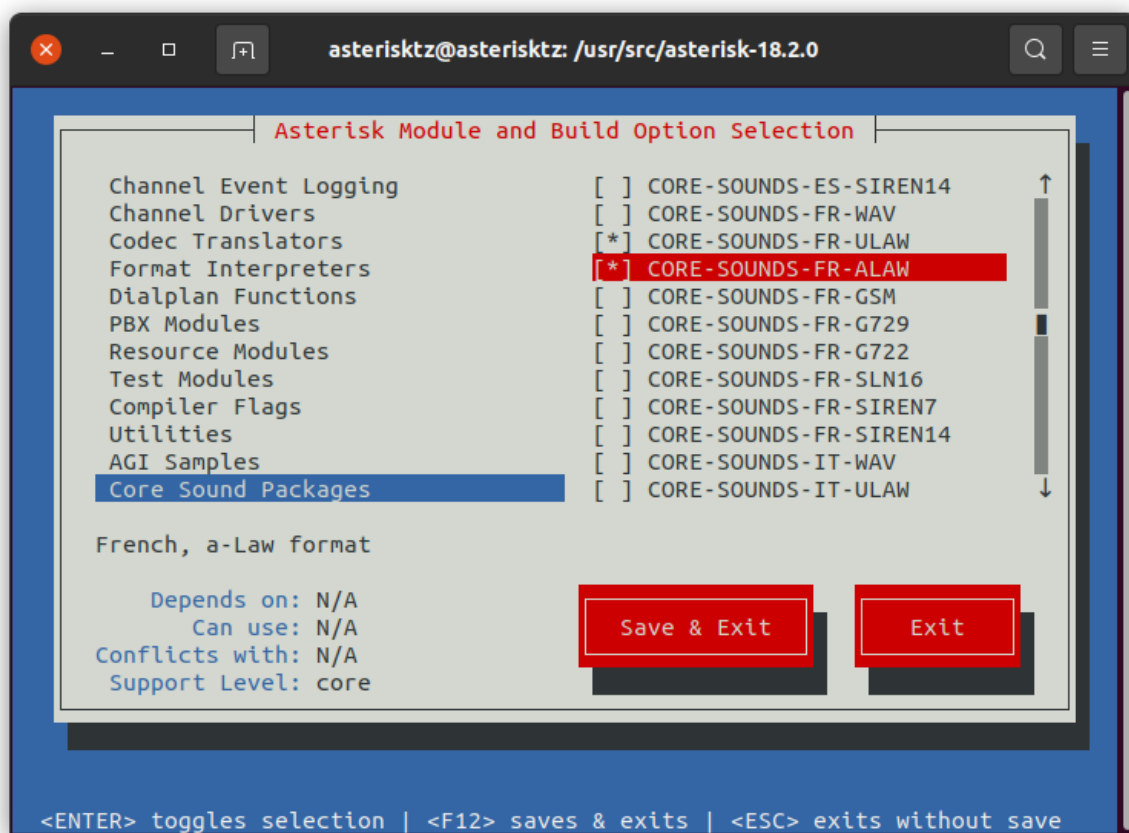 asterisktz@asterisktz: /usr/src/asterisk-18.2.0
Asterisk Module and Build Option Selection
Channel Event Logging [ ] CORE-SOUNDS-ES-SIREN14
Channel Drivers [ ] CORE-SOUNDS-FR-WAV
Codec Translators [*] CORE-SOUNDS-FR-ULAW
Format Interpreters [*] CORE-SOUNDS-FR-ALAW
Dialplan Functions [ ] CORE-SOUNDS-FR-GSM
PBX Modules [ ] CORE-SOUNDS-FR-G729
Resource Modules [ ] CORE-SOUNDS-FR-G722
Test Modules [ ] CORE-SOUNDS-FR-SLN16
Compiler Flags [ ] CORE-SOUNDS-FR-SIREN7
Utilities [ ] CORE-SOUNDS-FR-SIREN14
AGI Samples [ ] CORE-SOUNDS-IT-WAV
Core Sound Packages [ ] CORE-SOUNDS-IT-ULAW
French, a-Law format
Depends on: N/A
Can use: N/A
Conflicts with: N/A
Support Level: core
Save & Exit Exit
<ENTER> toggles selection | <F12> saves & exits | <ESC> exits without save